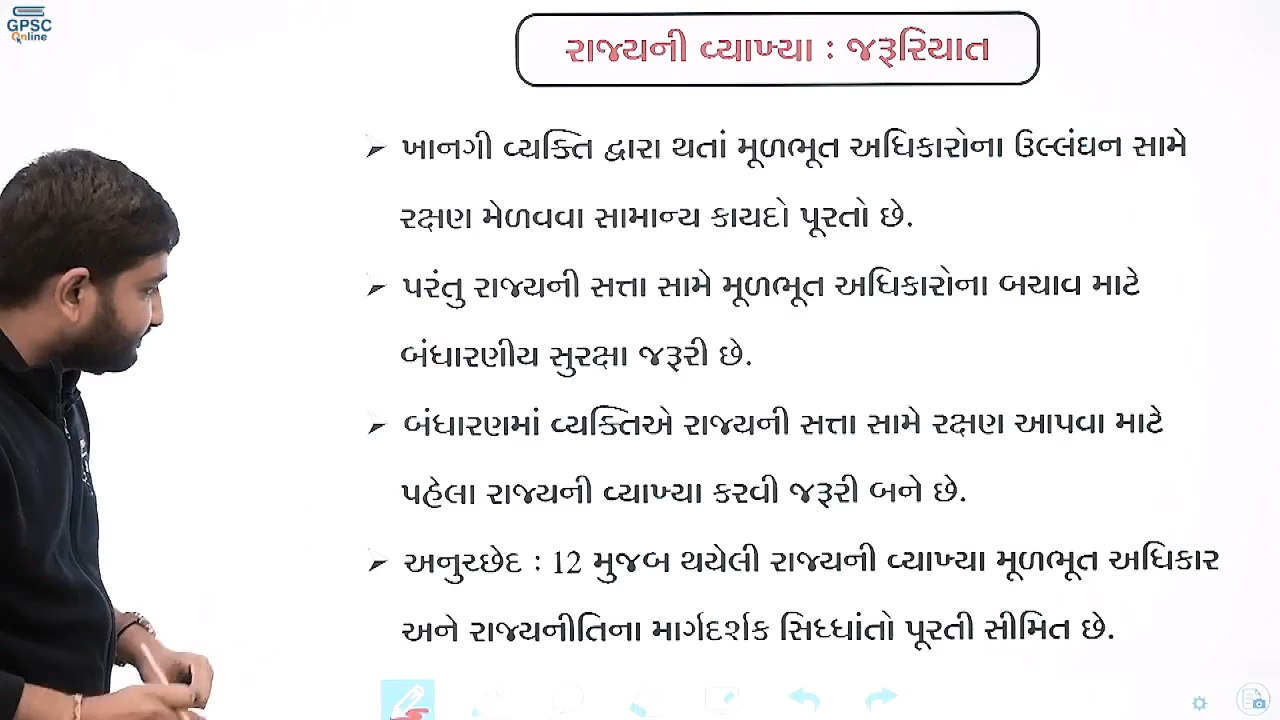 GPSC
Online
રાજ્યની વ્યાખ્યા : જરૂરિયાત
➢ ખાનગી વ્યક્તિ દ્વારા થતાં મૂળભૂત અધિકારોના ઉલ્લંઘન સામે
રક્ષણ મેળવવા સામાન્ય કાયદો પૂરતો છે.
➢ પરંતુ રાજ્યની સત્તા સામે મૂળભૂત અધિકારોના બચાવ માટે
બંધારણીય સુરક્ષા જરૂરી છે.
➢ બંધારણમાં વ્યક્તિએ રાજ્યની સત્તા સામે રક્ષણ આપવા માટે
પહેલા રાજ્યની વ્યાખ્યા કરવી જરૂરી બને છે.
➢ અનુચ્છેદ : 12 મુજબ થયેલી રાજ્યની વ્યાખ્યા મૂળભૂત અધિકાર
અને રાજ્યનીતિના માર્ગદર્શક સિધ્ધાંતો પૂરતી સીમિત છે.